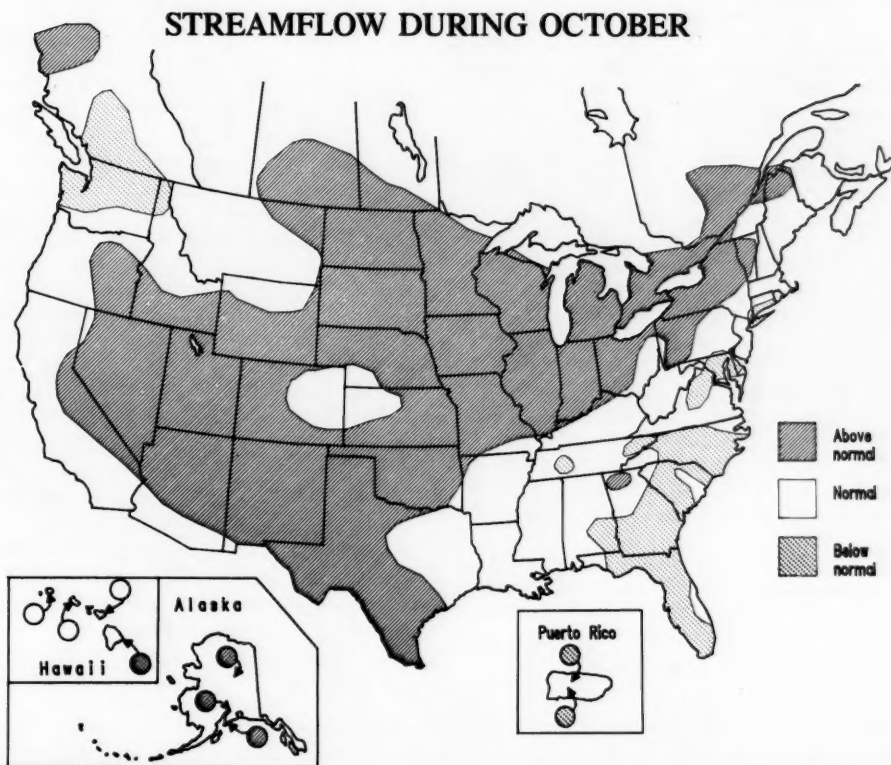 STREAMFLOW DURING OCTOBER
Above
normal
Normal
Below
normal
Alaska
Hawaii
Puerto Rico